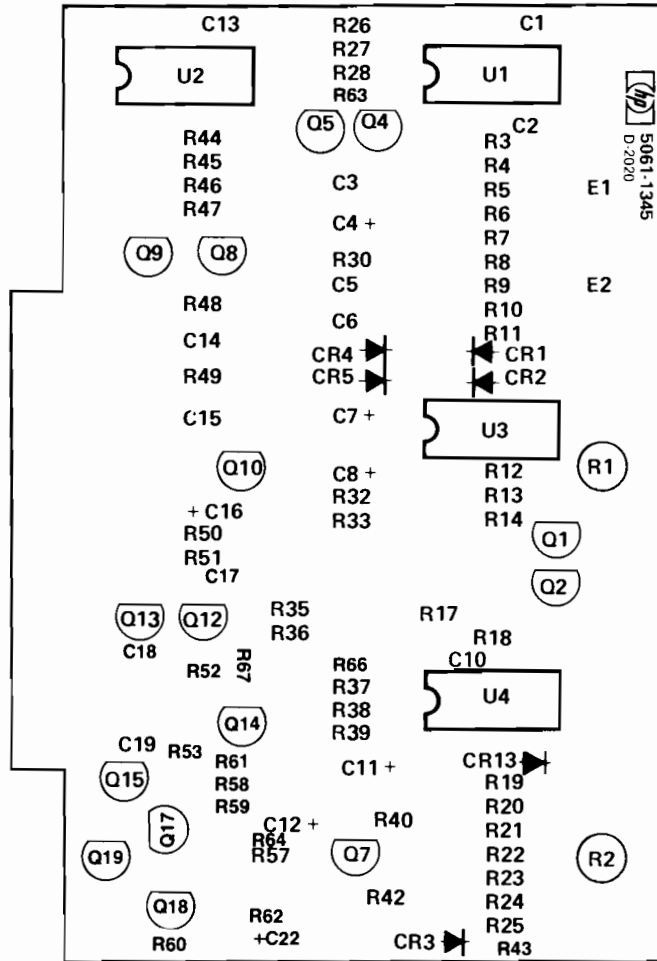 C13 R26 C1
R27
U2 R28 U1
R63
hp 5061-1345
D-2020
Q5 Q4 C2
R44 R3
R45 R4
R46 C3 R5 E1
R47 R6
C4 + R7
Q9 Q8 R30 R8
C5 R9 E2
R48 R10
C6 R11
C14 CR4 CR1
R49 CR5 CR2
C15 C7 + U3
Q10 C8 + R12 R1
R32 R13
+ C16 R33 R14
R50 Q1
R51
C17 Q2
Q13 Q12 R35 R17
R36 R18
C18 R52 R67 R66 C10
R37 U4
Q14 R38
R39
C19 R53 R61 C11 + CR13
Q15 R58 R19
R59 R20
Q17 C12 + R40 R21
R64
Q19 R57 Q7 R22 R2
R23
Q18 R42 R24
R62 R25
R60 +C22 CR3 R43